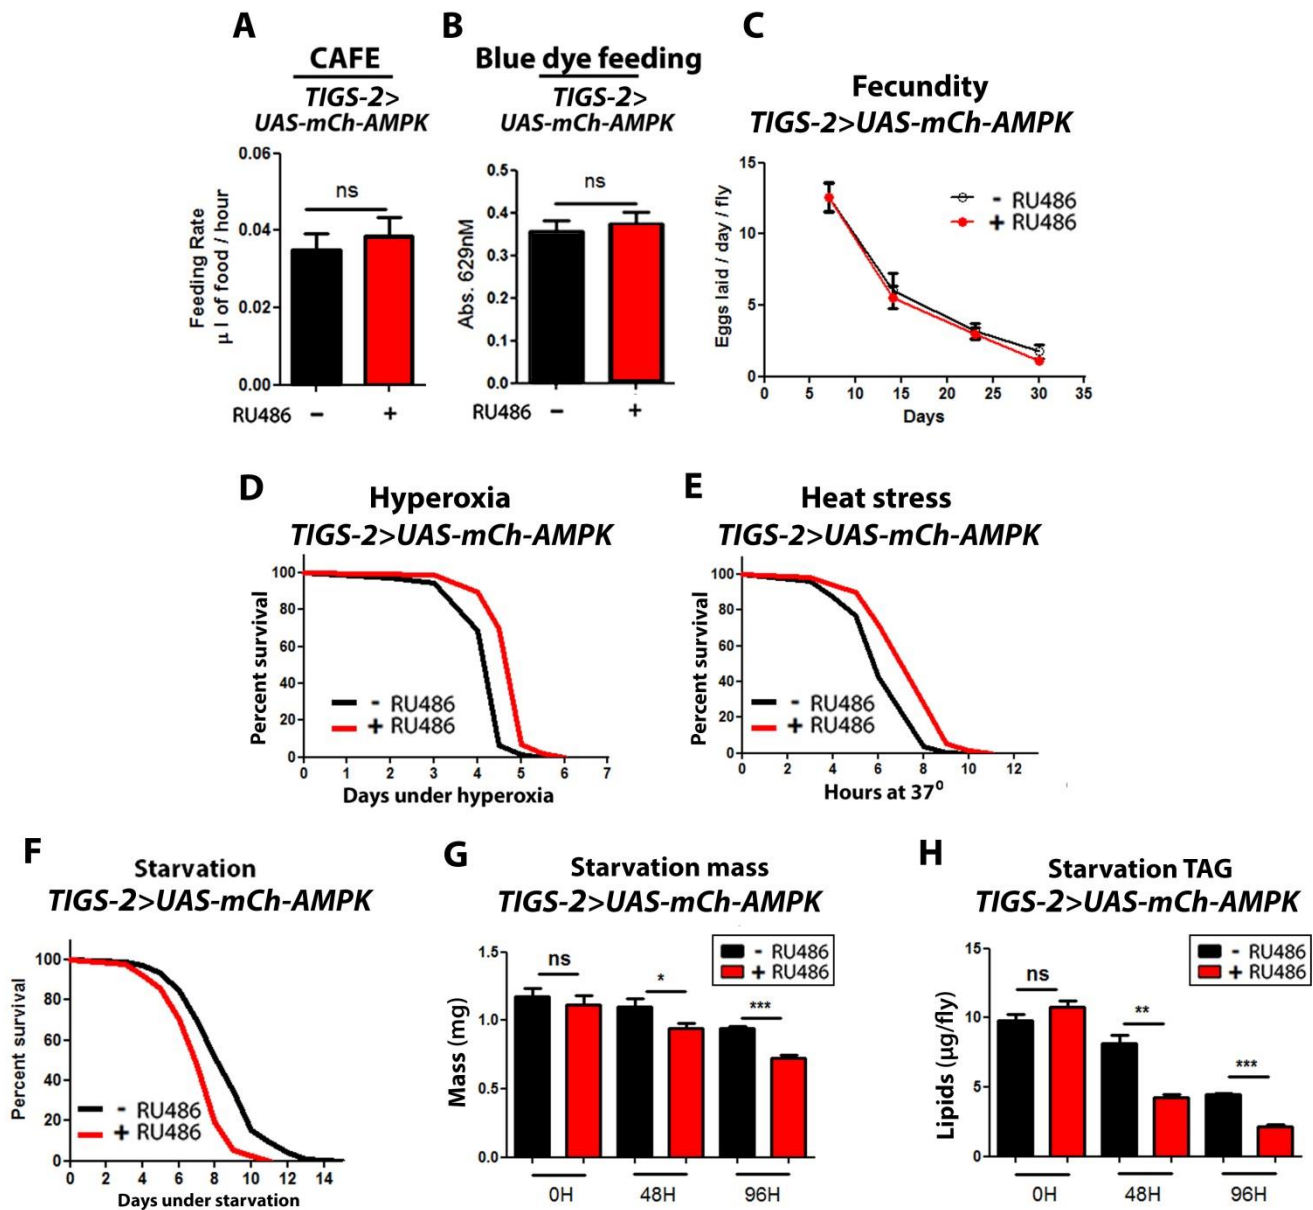 A
CAFE
TIGS-2>
UAS-mCh-AMPK
0.06
0.04
0.02
0.00
Feeding Rate
μ l of food / hour
ns
RU486 − +
B
Blue dye feeding
TIGS-2>
UAS-mCh-AMPK
0.5
0.4
0.3
0.2
0.1
0.0
Abs. 629nM
ns
RU486 − +
C
Fecundity
TIGS-2>UAS-mCh-AMPK
15
10
5
0
Eggs laid / day / fly
- RU486
+ RU486
0 5 10 15 20 25 30 35
Days
D
Hyperoxia
TIGS-2>UAS-mCh-AMPK
100
80
60
40
20
0
Percent survival
- RU486
+ RU486
0 1 2 3 4 5 6 7
Days under hyperoxia
E
Heat stress
TIGS-2>UAS-mCh-AMPK
100
80
60
40
20
0
Percent survival
- RU486
+ RU486
0 2 4 6 8 10 12
Hours at 37⁰
F
Starvation
TIGS-2>UAS-mCh-AMPK
100
80
60
40
20
0
Percent survival
- RU486
+ RU486
0 2 4 6 8 10 12 14
Days under starvation
G
Starvation mass
TIGS-2>UAS-mCh-AMPK
1.5
1.0
0.5
0.0
Mass (mg)
- RU486
+ RU486
ns
*
***
0H 48H 96H
H
Starvation TAG
TIGS-2>UAS-mCh-AMPK
15
10
5
0
Lipids (μg/fly)
- RU486
+ RU486
ns
**
***
0H 48H 96H